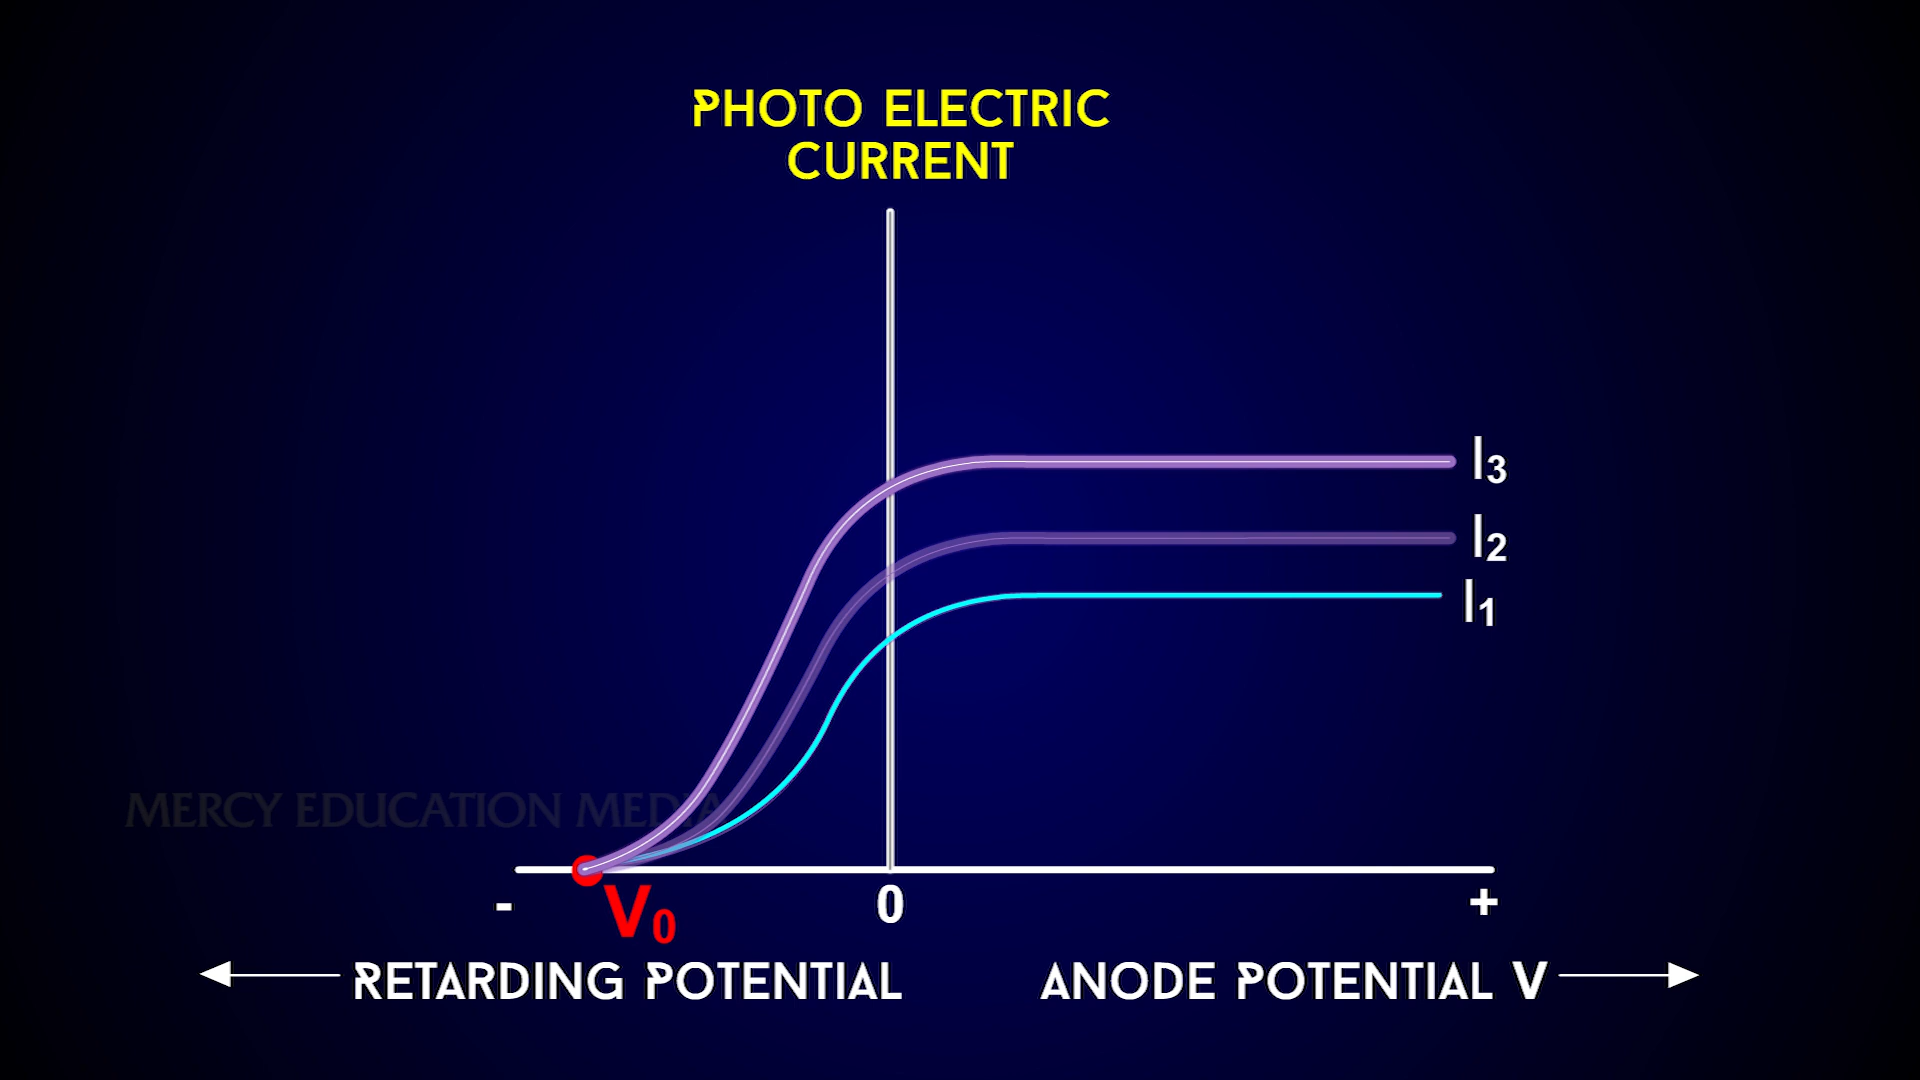 PHOTO ELECTRIC
CURRENT
I3
I2
I1
MERCY EDUCATION MEDIA
- V0 0 +
RETARDING POTENTIAL ANODE POTENTIAL V